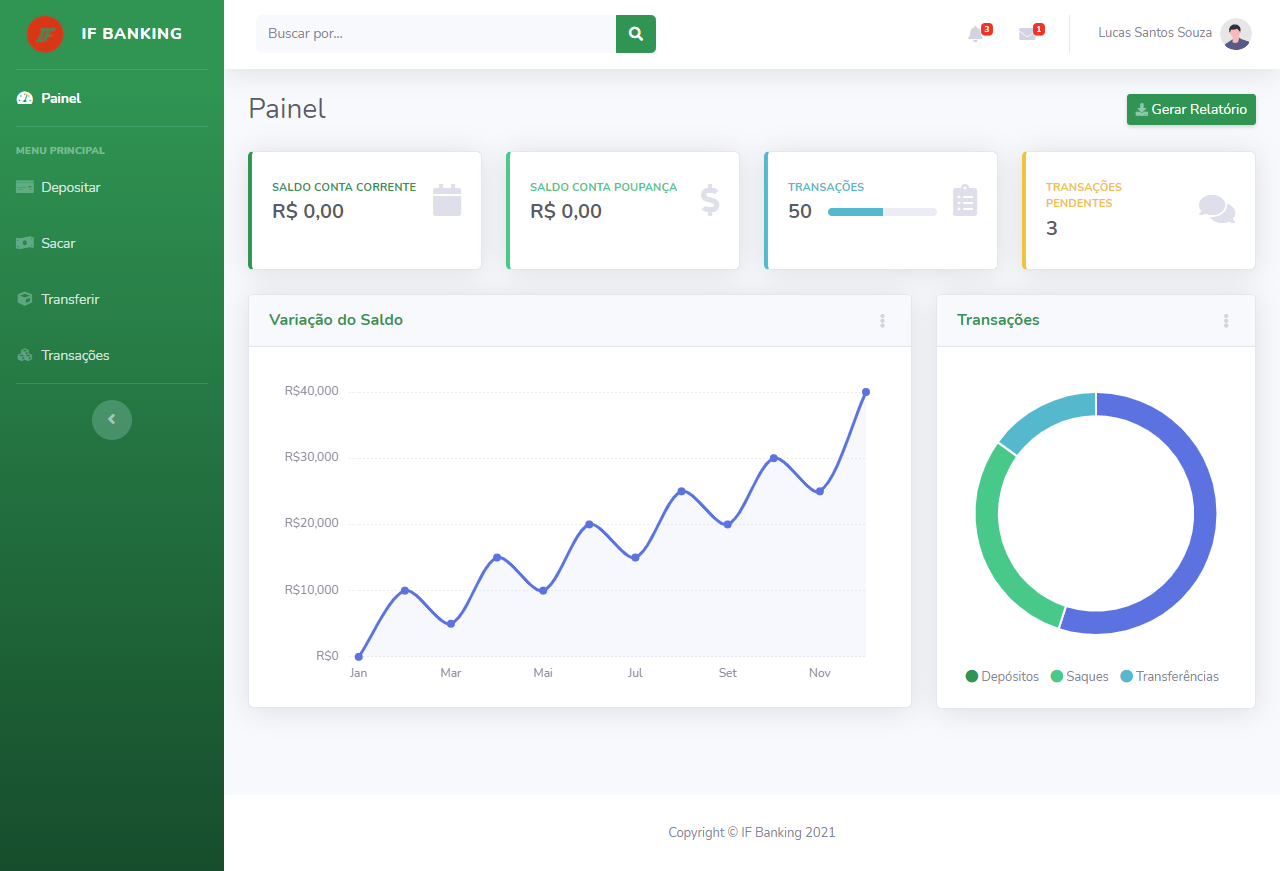 IF
IF BANKING
Painel
MENU PRINCIPAL
Depositar
Sacar
Transferir
Transações
Buscar por...
3
1
Lucas Santos Souza
Painel
Gerar Relatório
SALDO CONTA CORRENTE
R$ 0,00
SALDO CONTA POUPANÇA
R$ 0,00
TRANSAÇÕES
50
TRANSAÇÕES
PENDENTES
3
Variação do Saldo
R$40,000
R$30,000
R$20,000
R$10,000
R$0
Jan Mar Mai Jul Set Nov
Transações
Depósitos Saques Transferências
Copyright © IF Banking 2021